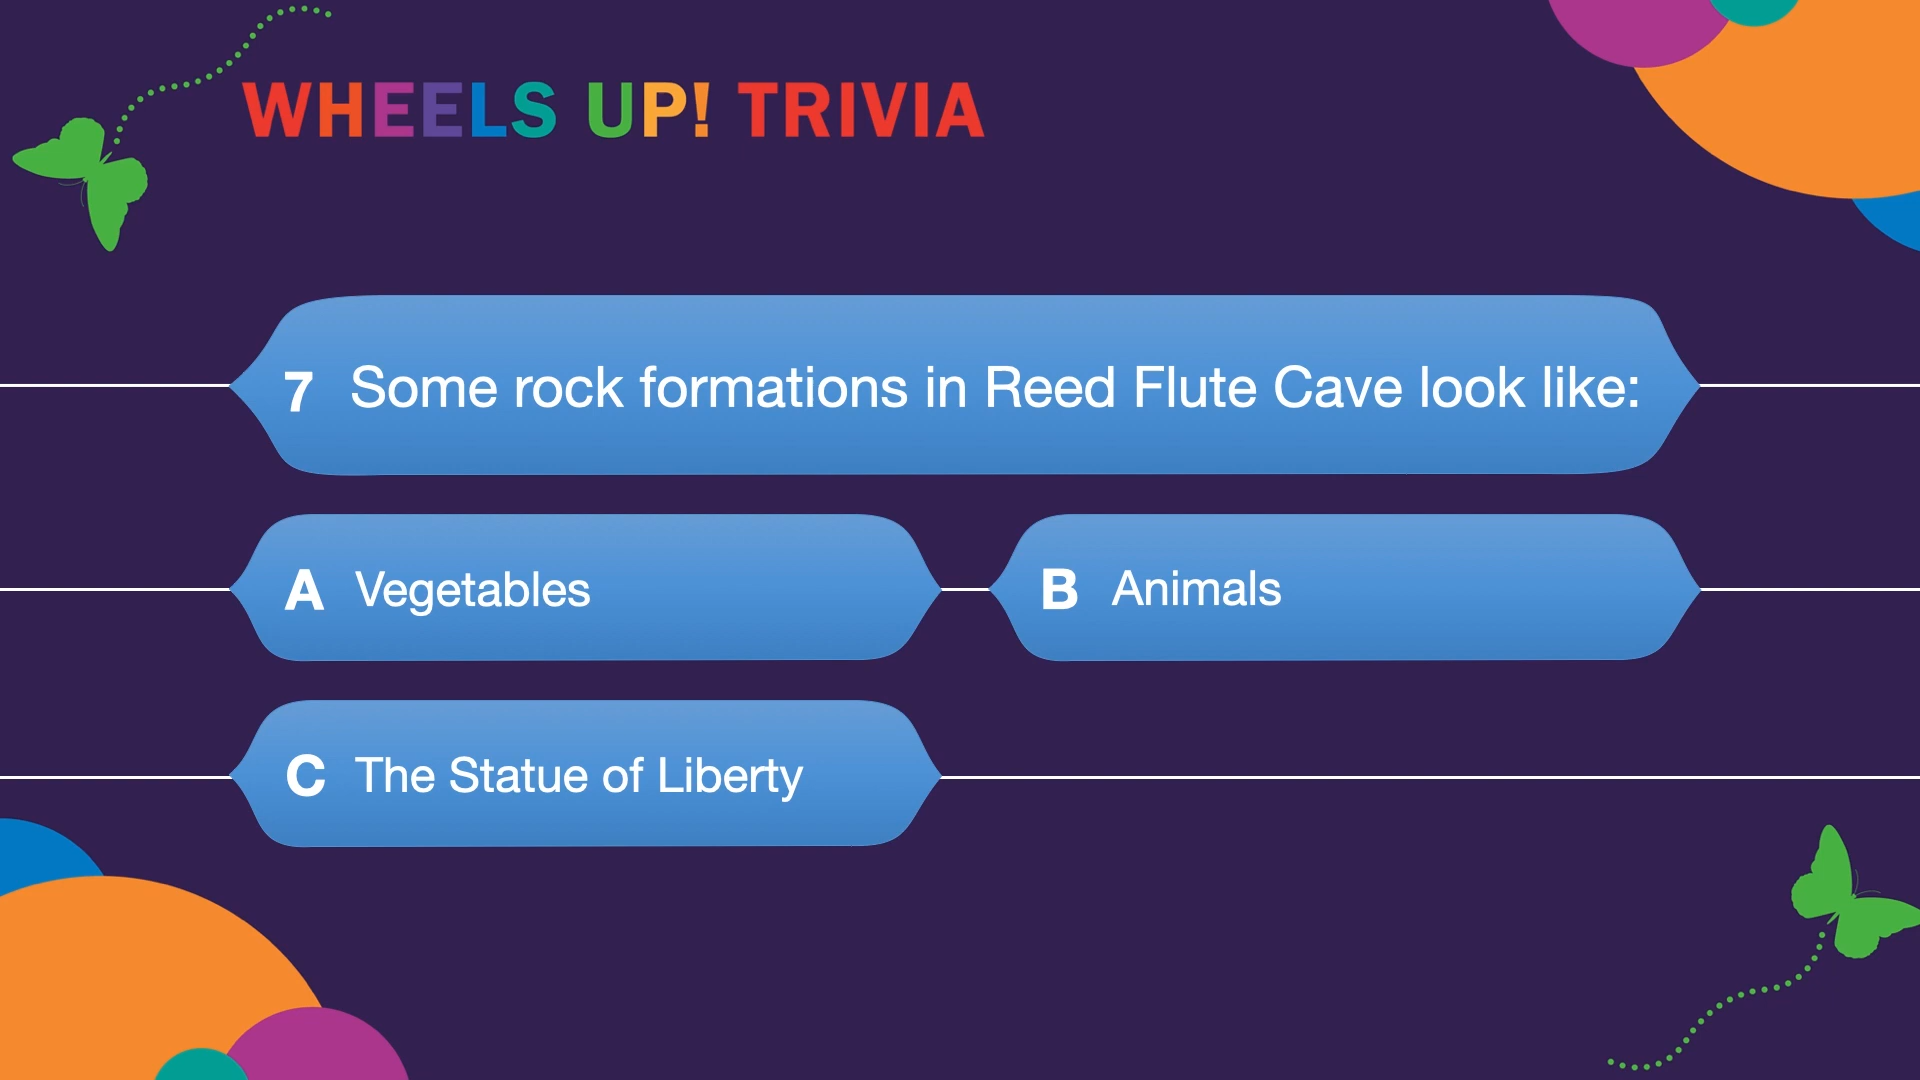 WHEELS UP! TRIVIA
7 Some rock formations in Reed Flute Cave look like:
A Vegetables
B Animals
C The Statue of Liberty